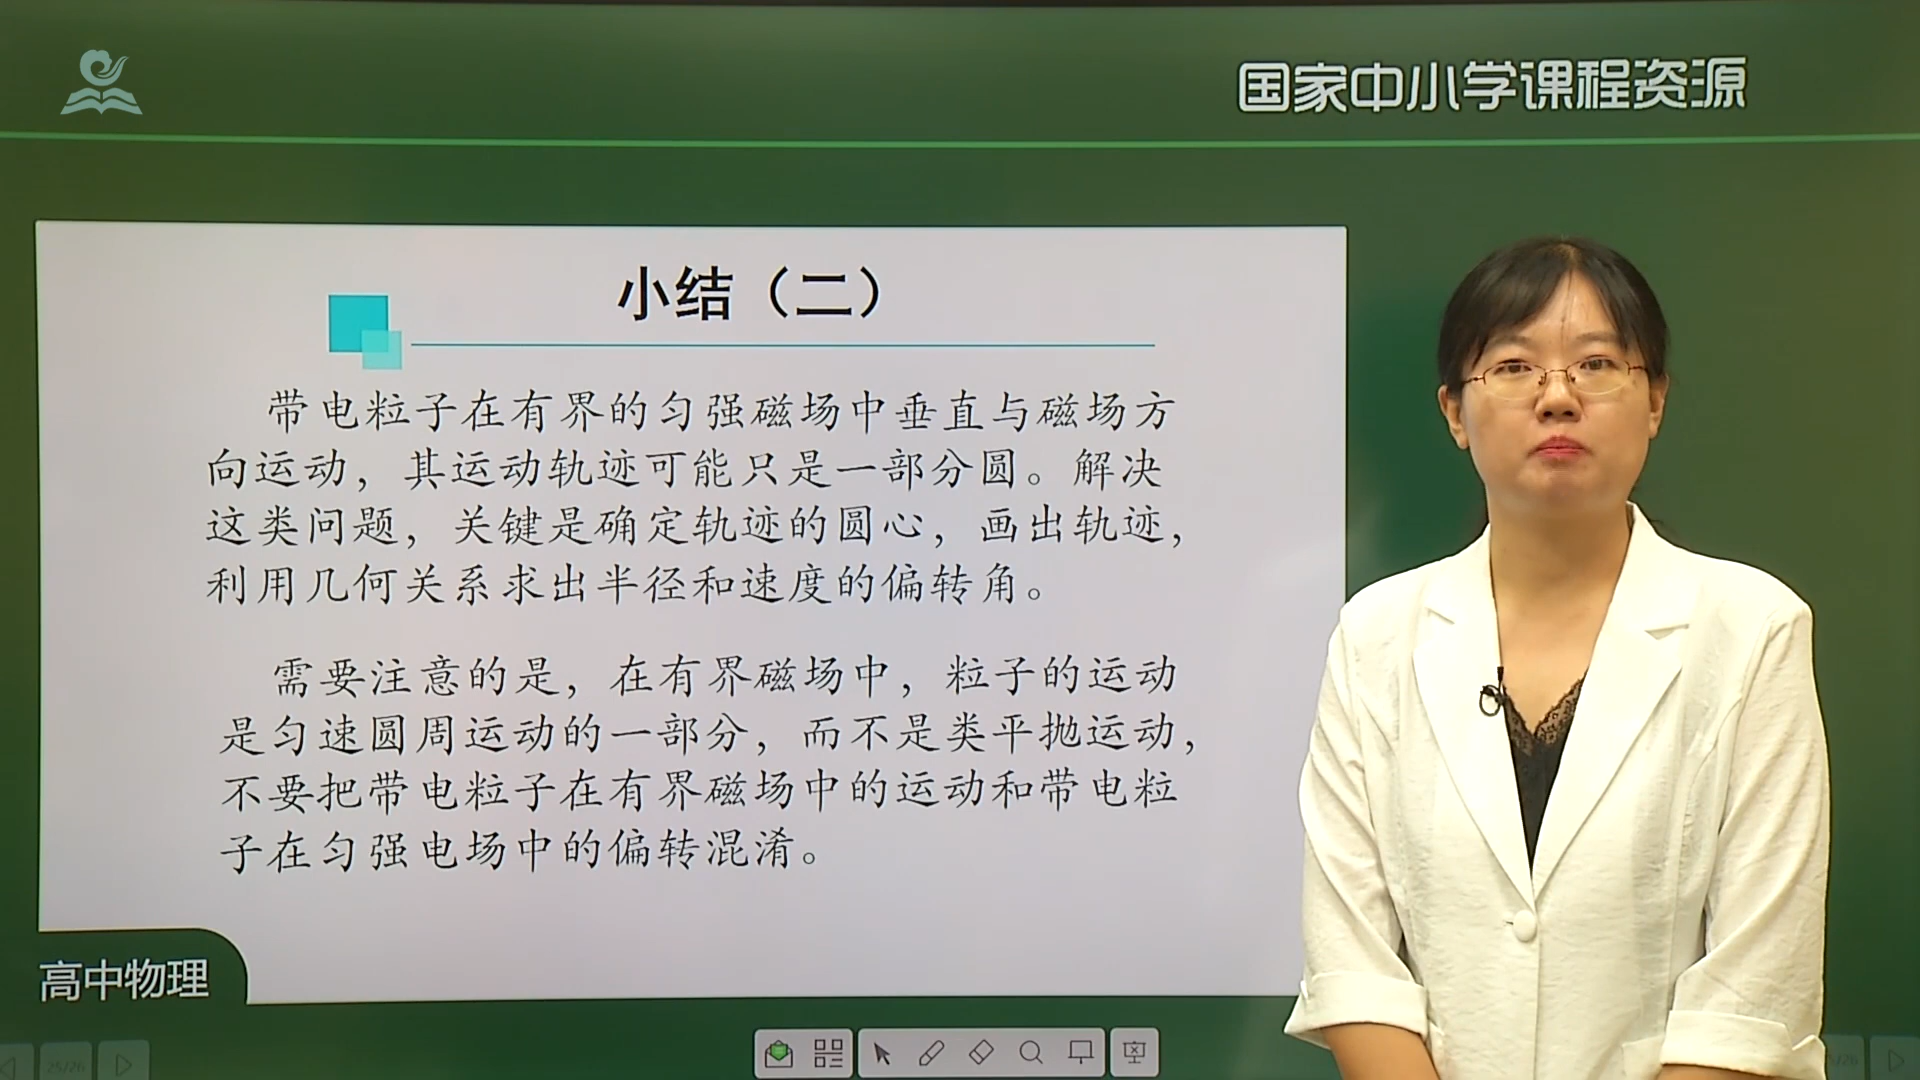 国家中小学课程资源
小结（二）
带电粒子在有界的匀强磁场中垂直与磁场方
向运动，其运动轨迹可能只是一部分圆。解决
这类问题，关键是确定轨迹的圆心，画出轨迹，
利用几何关系求出半径和速度的偏转角。
需要注意的是，在有界磁场中，粒子的运动
是匀速圆周运动的一部分，而不是类平抛运动，
不要把带电粒子在有界磁场中的运动和带电粒
子在匀强电场中的偏转混淆。
高中物理
25/26